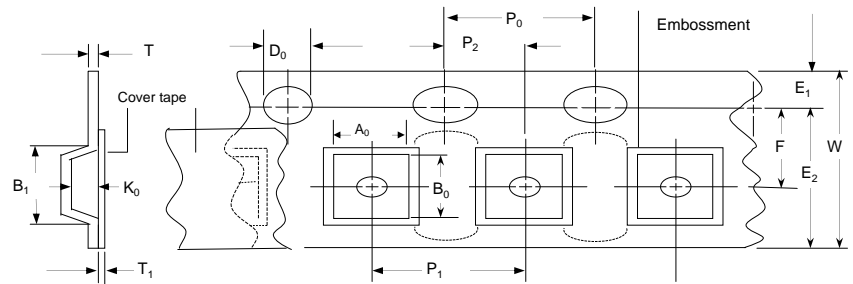 P0
Embossment
T
D0
P2
E1
Cover tape
A0
F
W
B1
K0
B0
E2
T1
P1